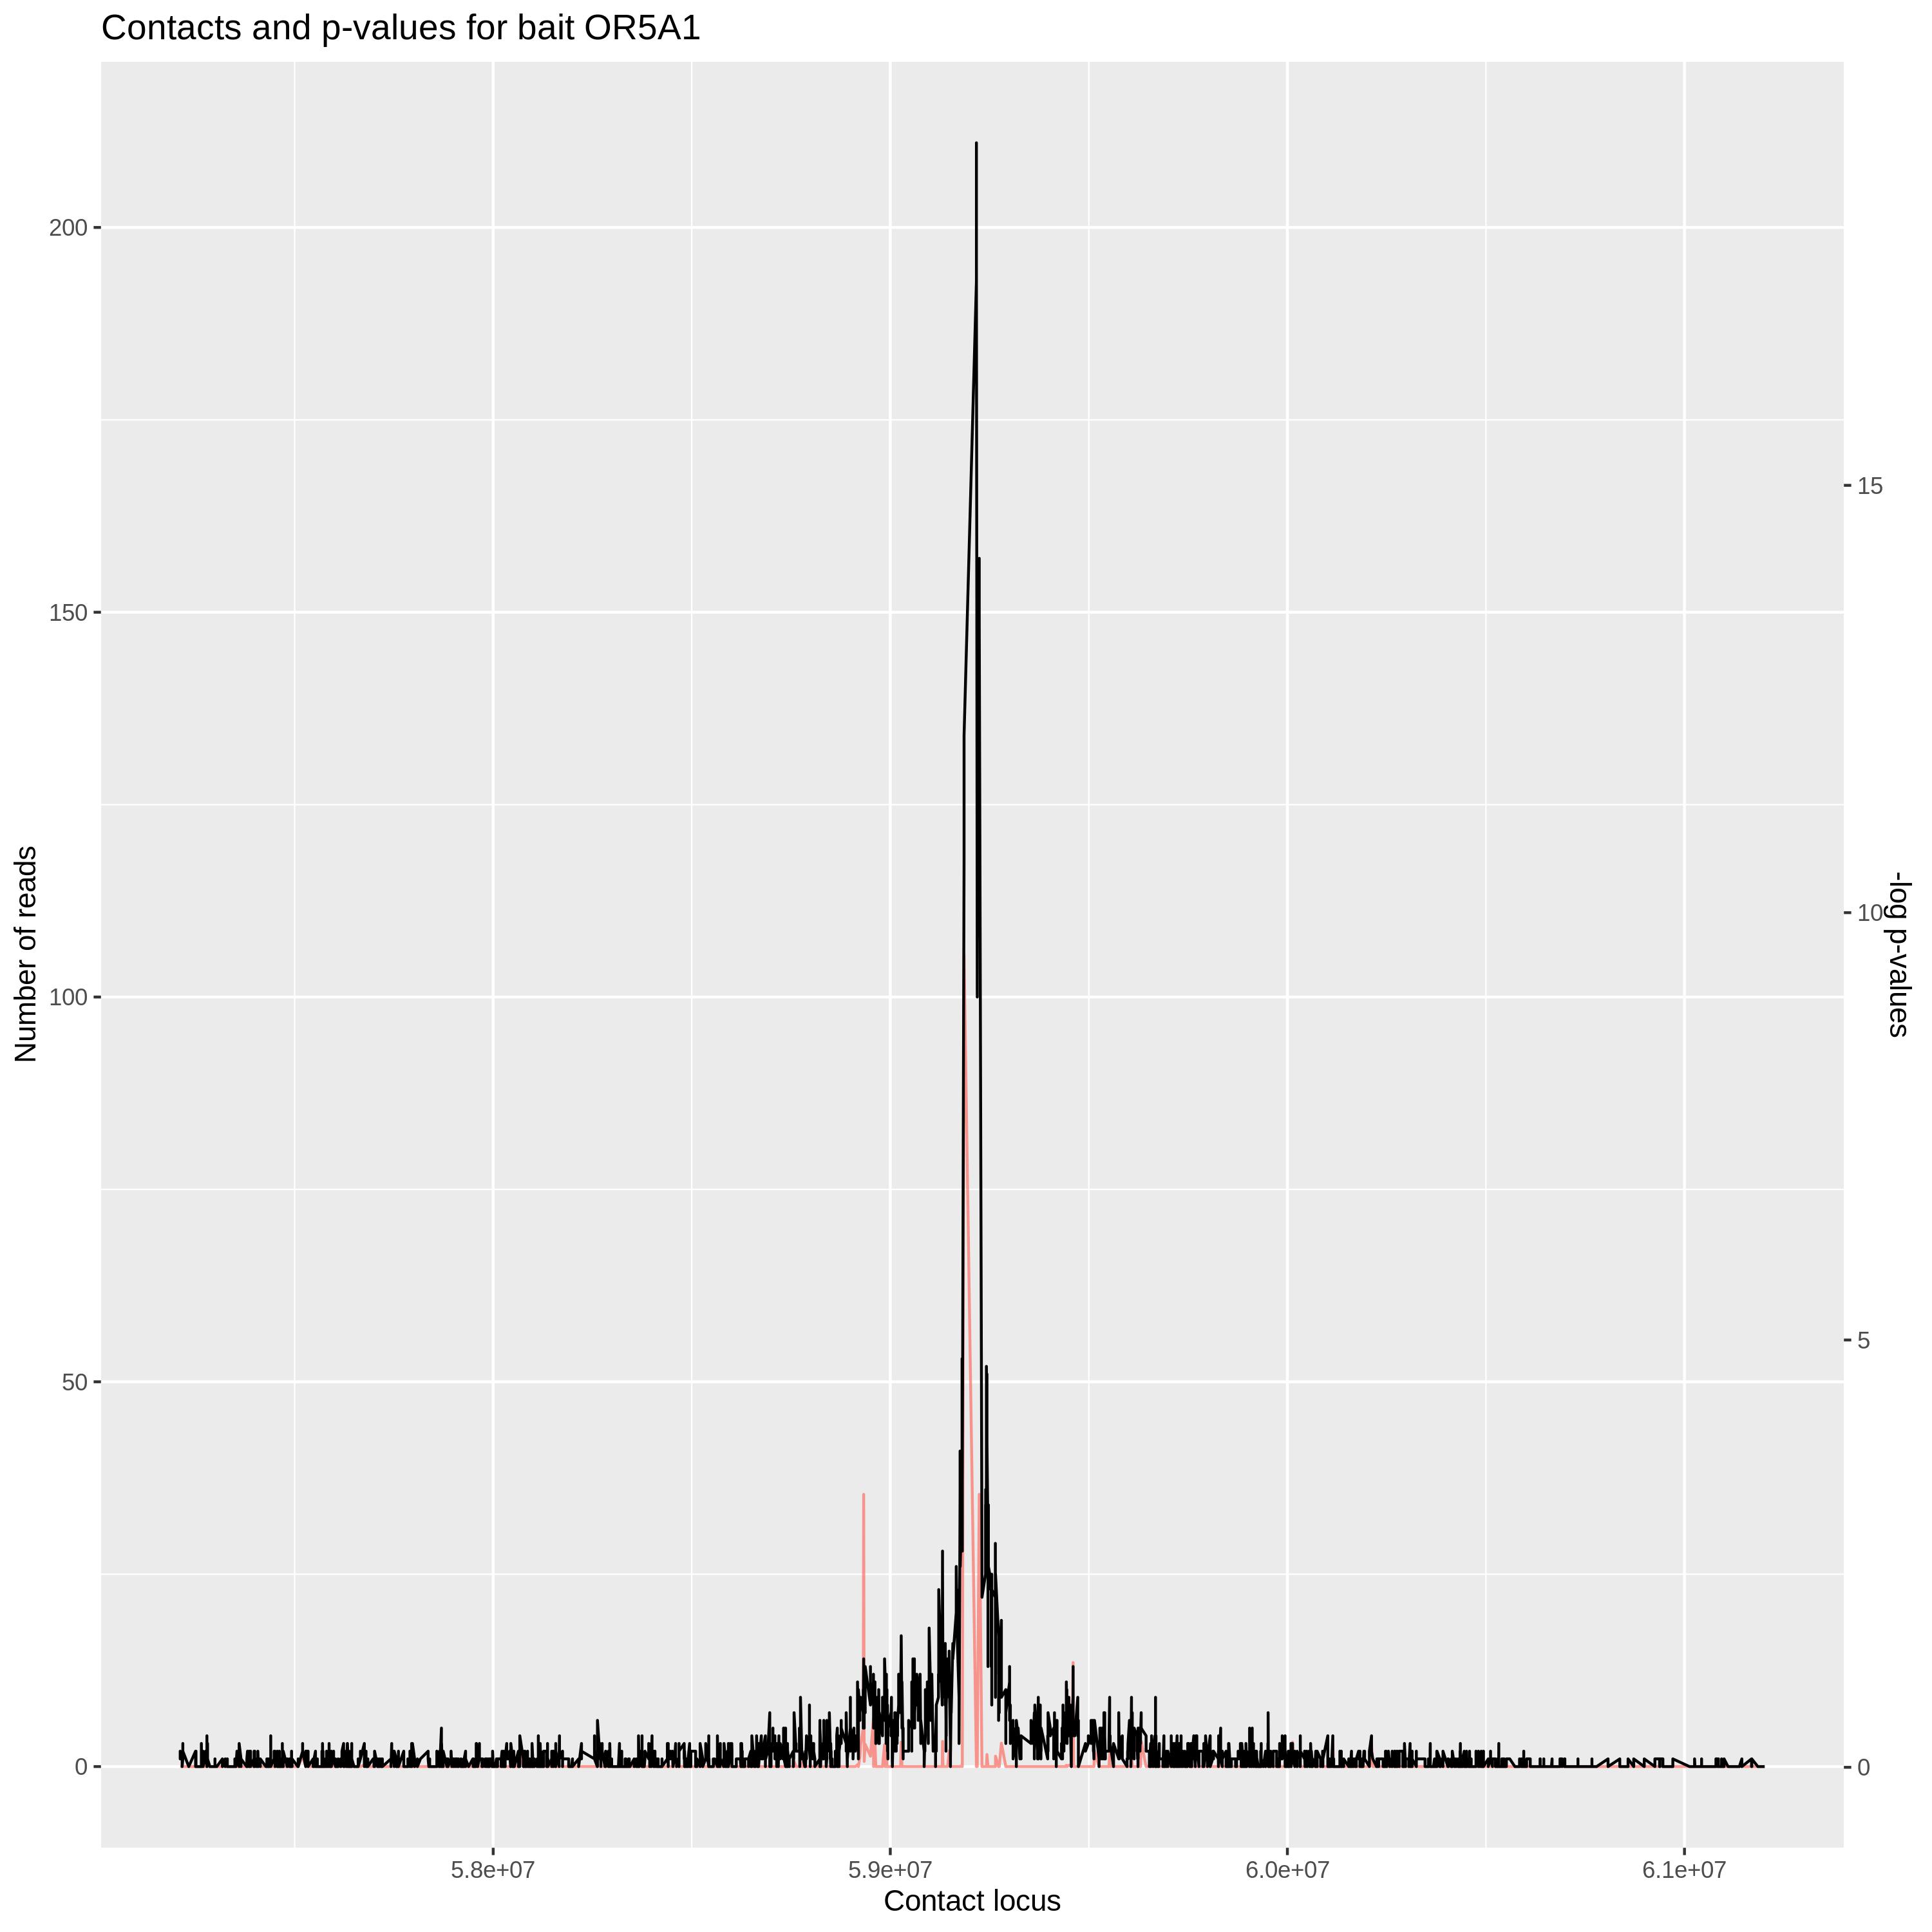 Contacts and p-values for bait OR5A1
Number of reads
200
150
100
50
0
15
10
5
0
-log p-values
5.8e+07 5.9e+07 6.0e+07 6.1e+07
Contact locus